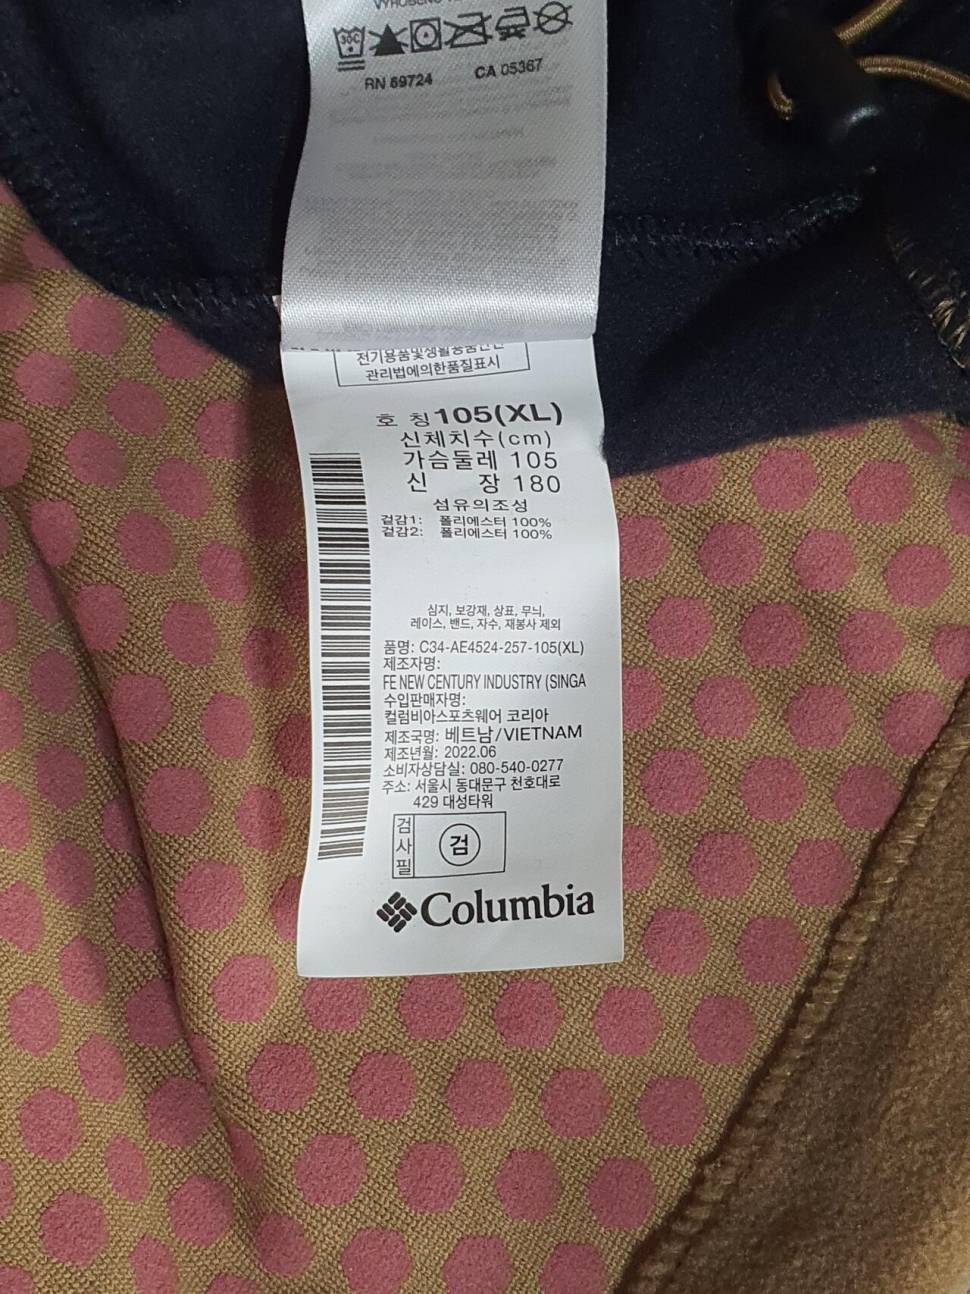 30C
RN 69724 CA 05367
전기용품및생활용품안전
관리법에의한품질표시
호 칭 105(XL)
신체치수(cm)
가슴둘레 105
신 장 180
섬유의조성
겉감1: 폴리에스터 100%
겉감2: 폴리에스터 100%
심지, 보강재, 상표, 무늬,
레이스, 밴드, 자수, 재봉사 제외
품명: C34-AE4524-257-105(XL)
제조자명:
FE NEW CENTURY INDUSTRY (SINGA
수입판매자명:
컬럼비아스포츠웨어 코리아
제조국명: 베트남/VIETNAM
제조년월: 2022.06
소비자상담실: 080-540-0277
주소: 서울시 동대문구 천호대로
429 대성타워
검사필 검
Columbia